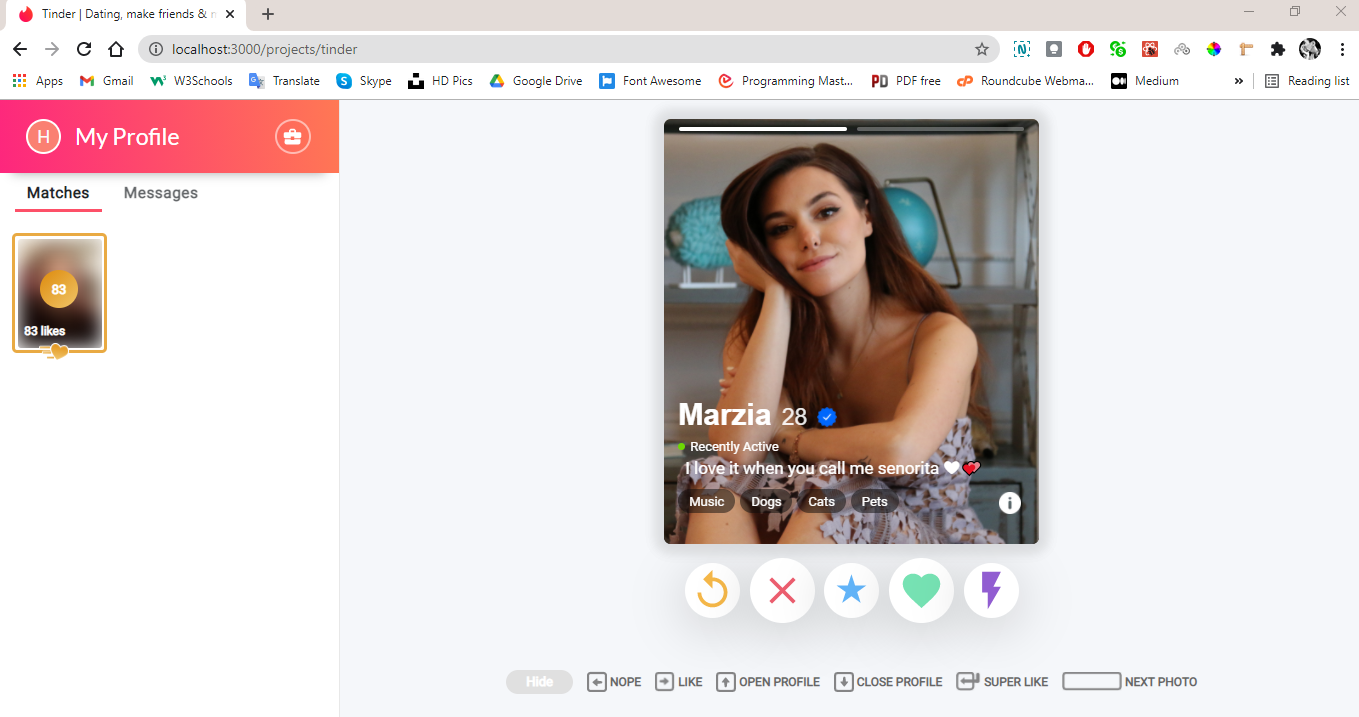 Tinder | Dating, make friends &
localhost:3000/projects/tinder
Apps Gmail W3Schools Translate Skype HD Pics Google Drive Font Awesome Programming Mast... PDF free Roundcube Webma... Medium » Reading list
H My Profile
Matches Messages
83
83 likes
Marzia 28
Recently Active
I love it when you call me senorita 🤍💕
Music Dogs Cats Pets
Hide NOPE LIKE OPEN PROFILE CLOSE PROFILE SUPER LIKE NEXT PHOTO